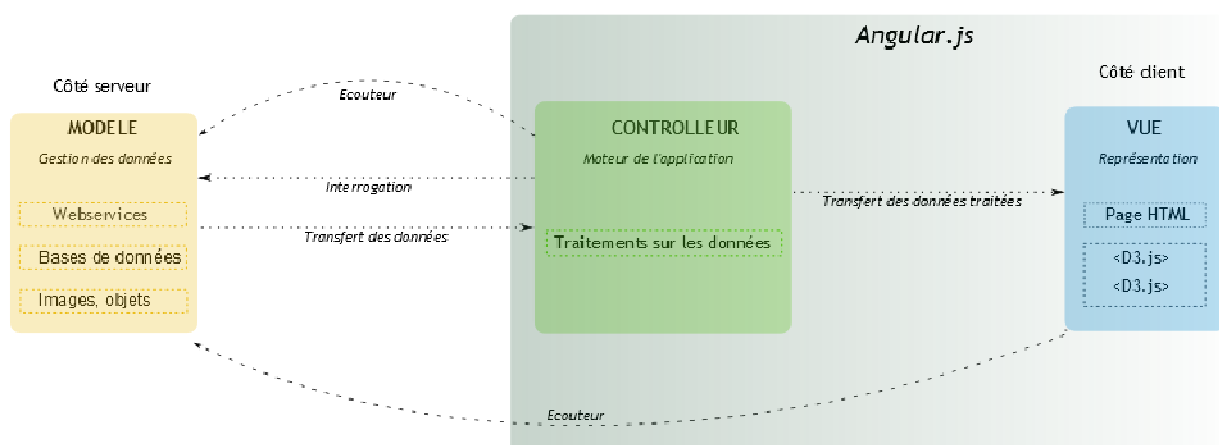 Angular.js
Côté serveur
Côté client
Ecouteur
MODELE
Gestion des données
Webservices
Bases de données
Images, objets
Interrogation
Transfert des données
CONTROLLEUR
Moteur de l'application
Traitements sur les données
Transfert des données traitées
VUE
Représentation
Page HTML
<D3.js>
<D3.js>
Ecouteur